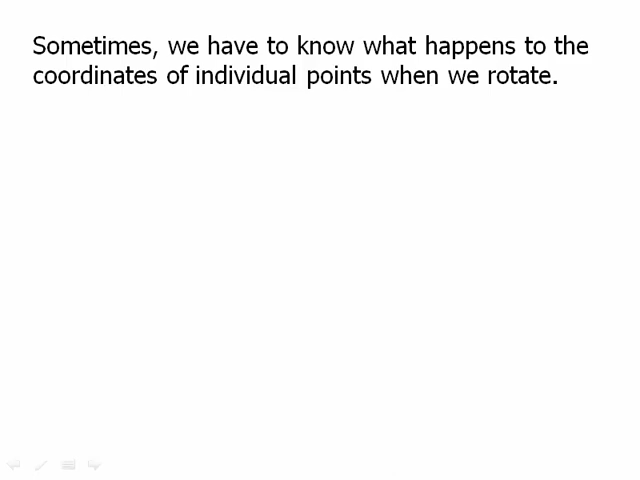 Sometimes, we have to know what happens to the
coordinates of individual points when we rotate.